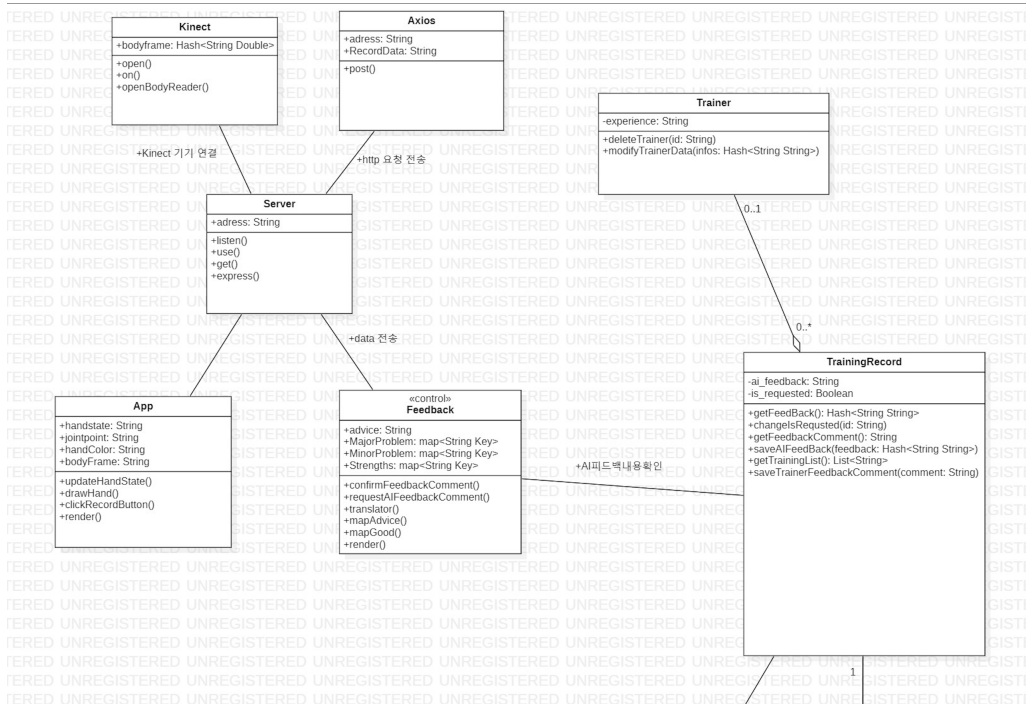 Kinect
+bodyframe: Hash<String Double>
+open()
+on()
+openBodyReader()
Axios
+adress: String
+RecordData: String
+post()
Trainer
-experience: String
+deleteTrainer(id: String)
+modifyTrainerData(infos: Hash<String String>)
+Kinect 기기 연결
+http 요청 전송
Server
+adress: String
+listen()
+use()
+get()
+express()
0..1
0..*
+data 전송
App
+handstate: String
+jointpoint: String
+handColor: String
+bodyFrame: String
+updateHandState()
+drawHand()
+clickRecordButton()
+render()
«control»
Feedback
+advice: String
+MajorProblem: map<String Key>
+MinorProblem: map<String Key>
+Strengths: map<String Key>
+confirmFeedbackComment()
+requestAIFeedbackComment()
+translator()
+mapAdvice()
+mapGood()
+render()
+AI피드백내용확인
TrainingRecord
-ai_feedback: String
-is_requested: Boolean
+getFeedBack(): Hash<String String>
+changeIsRequsted(id: String)
+getFeedbackComment(): String
+saveAIFeedBack(feedback: Hash<String String>)
+getTrainingList(): List<String>
+saveTrainerFeedbackComment(comment: String)
1
UNREGISTERED